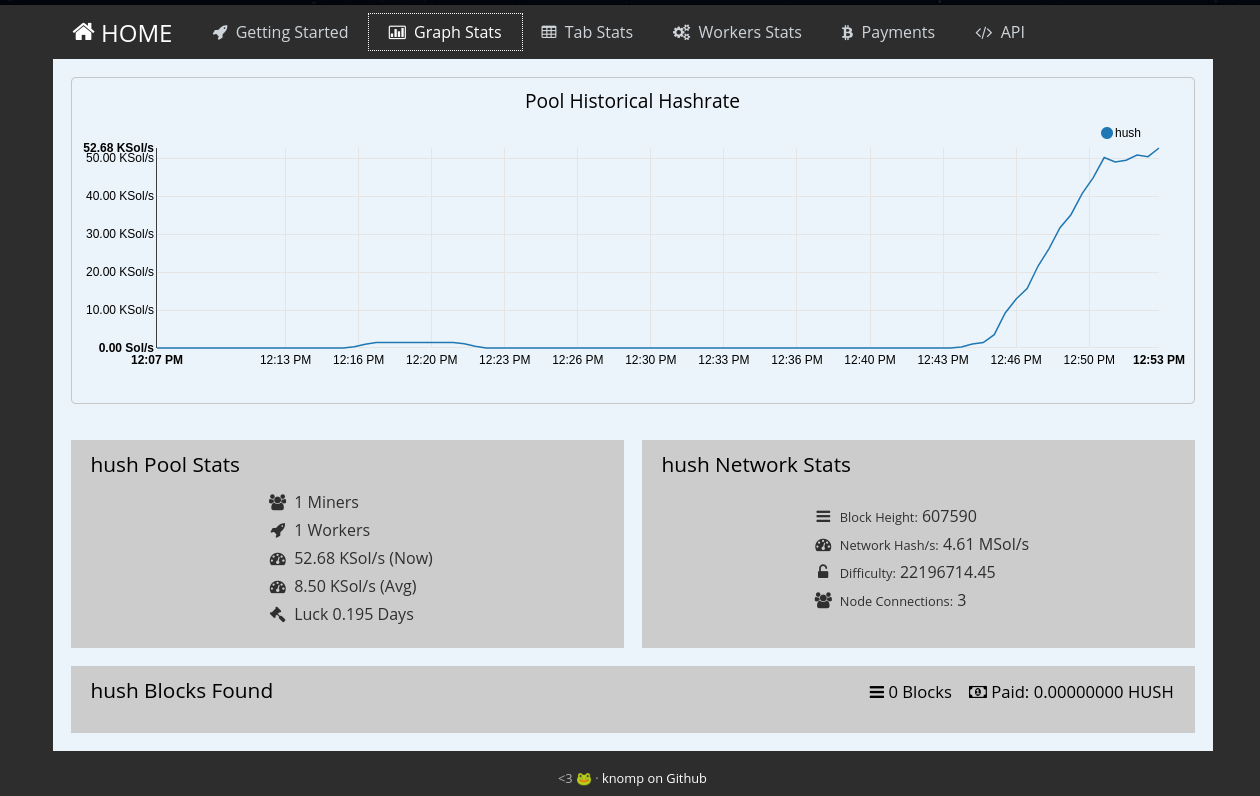 HOME Getting Started Graph Stats Tab Stats Workers Stats Payments API
Pool Historical Hashrate
hush
52.68 KSol/s
50.00 KSol/s
40.00 KSol/s
30.00 KSol/s
20.00 KSol/s
10.00 KSol/s
0.00 Sol/s
12:07 PM 12:13 PM 12:16 PM 12:20 PM 12:23 PM 12:26 PM 12:30 PM 12:33 PM 12:36 PM 12:40 PM 12:43 PM 12:46 PM 12:50 PM 12:53 PM
hush Pool Stats
1 Miners
1 Workers
52.68 KSol/s (Now)
8.50 KSol/s (Avg)
Luck 0.195 Days
hush Network Stats
Block Height: 607590
Network Hash/s: 4.61 MSol/s
Difficulty: 22196714.45
Node Connections: 3
hush Blocks Found
0 Blocks Paid: 0.00000000 HUSH
<3 🐸 · knomp on Github